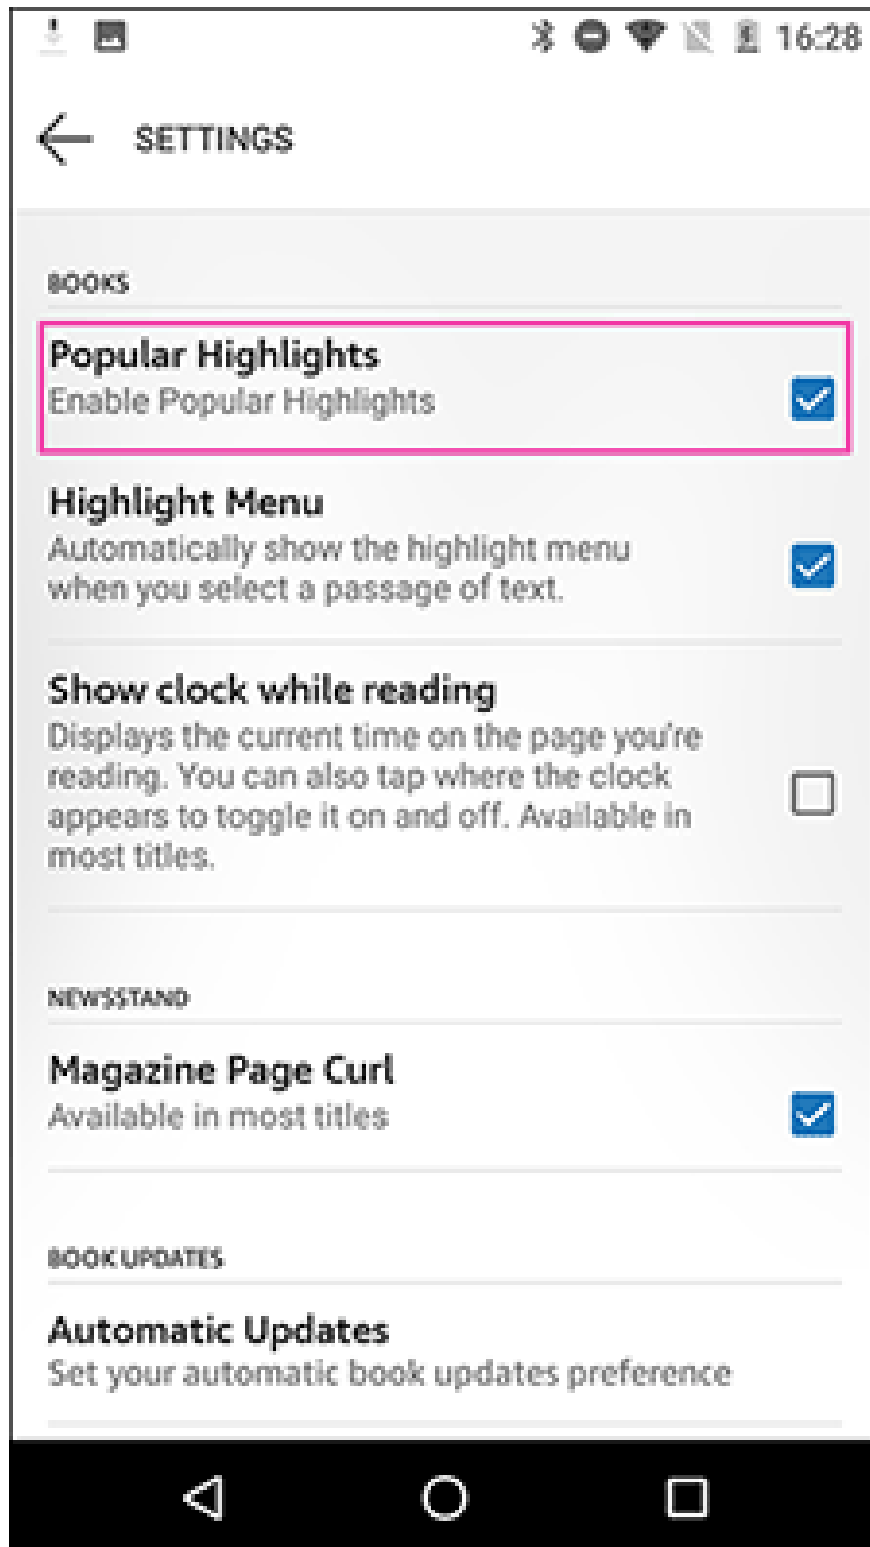 16:28
SETTINGS
BOOKS
Popular Highlights
Enable Popular Highlights
Highlight Menu
Automatically show the highlight menu
when you select a passage of text.
Show clock while reading
Displays the current time on the page you're
reading. You can also tap where the clock
appears to toggle it on and off. Available in
most titles.
NEWSSTAND
Magazine Page Curl
Available in most titles
BOOK UPDATES
Automatic Updates
Set your automatic book updates preference